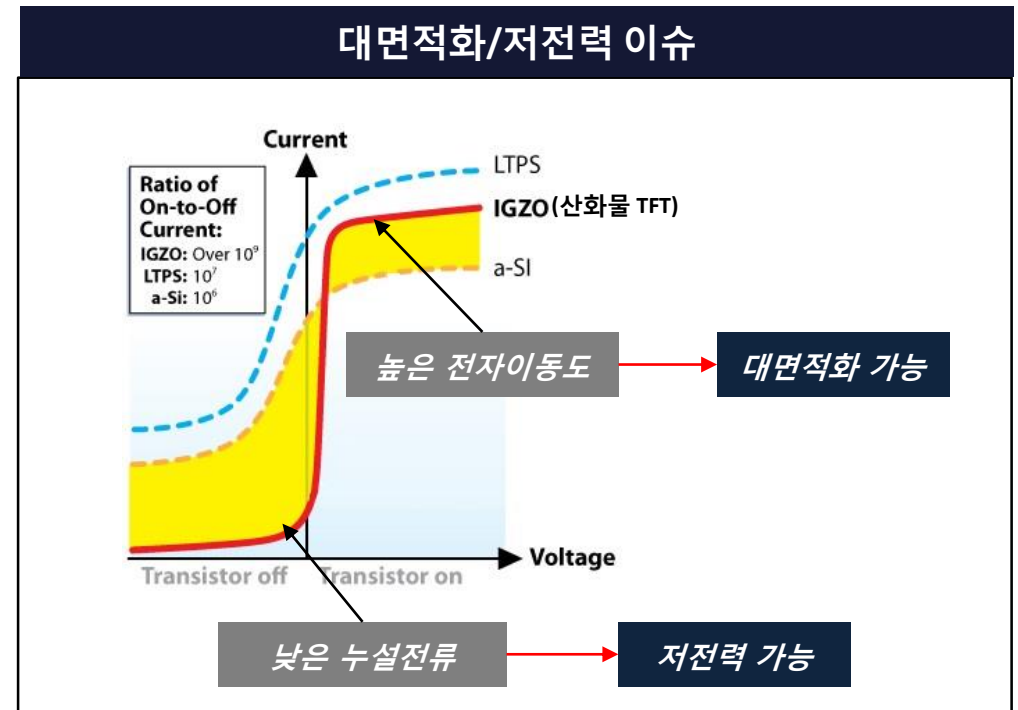 대면적화/저전력 이슈
Current
Ratio of
On-to-Off
Current:
IGZO: Over 10⁹
LTPS: 10⁷
a-Si: 10⁶
LTPS
IGZO(산화물 TFT)
a-SI
높은 전자이동도
대면적화 가능
Voltage
Transistor off
Transistor on
낮은 누설전류
저전력 가능